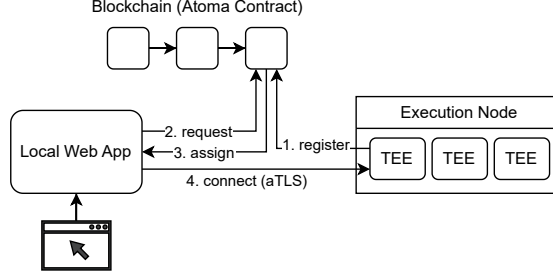 Blockchain (Atoma Contract)
Execution Node
2. request
1. register
Local Web App
3. assign
TEE TEE TEE
4. connect (aTLS)